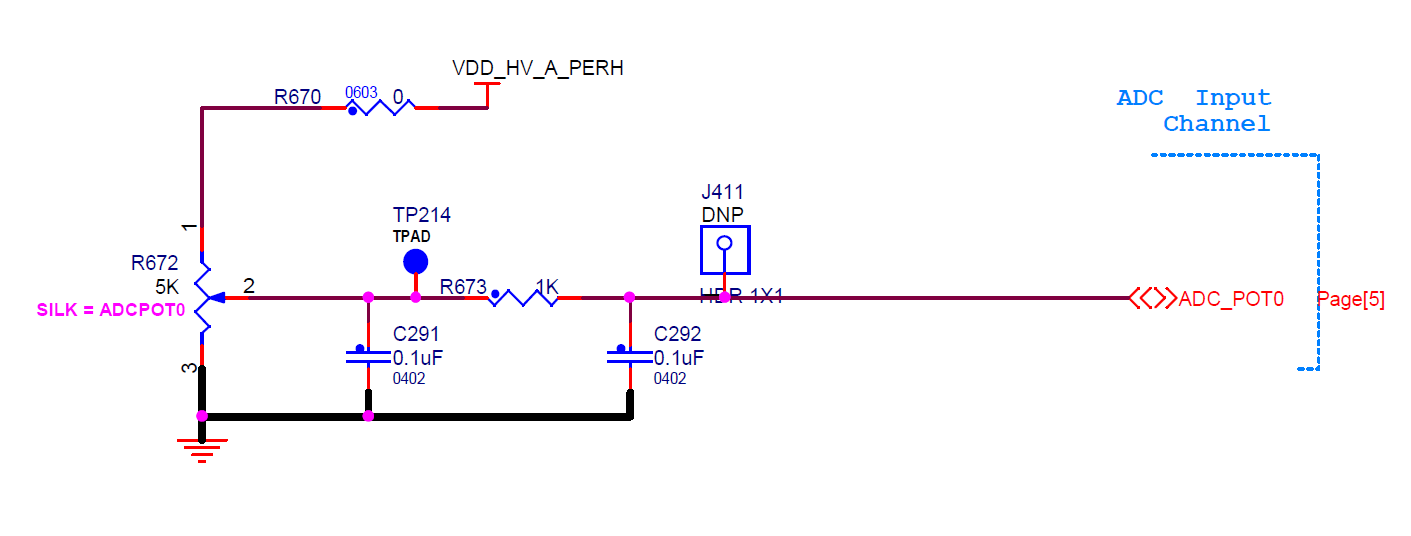 VDD_HV_A_PERH
R670
0603
0
ADC Input
Channel
J411
DNP
TP214
TPAD
1
R672
5K
SILK = ADCPOT0
2
R673
1K
HDR 1X1
ADC_POT0
Page[5]
C291
0.1uF
0402
C292
0.1uF
0402
3